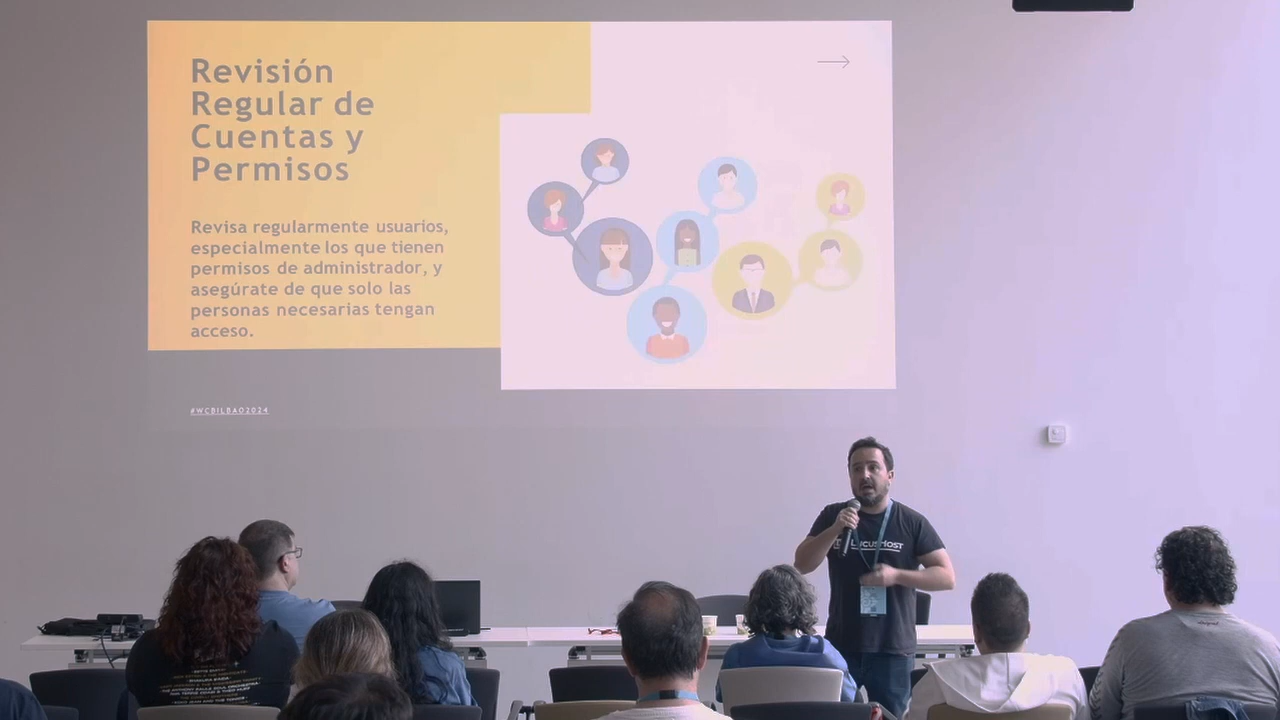 Revisión
Regular de
Cuentas y
Permisos
Revisa regularmente usuarios,
especialmente los que tienen
permisos de administrador, y
asegúrate de que solo las
personas necesarias tengan
acceso.
#WCBILBAO2024
LUCUSHOST